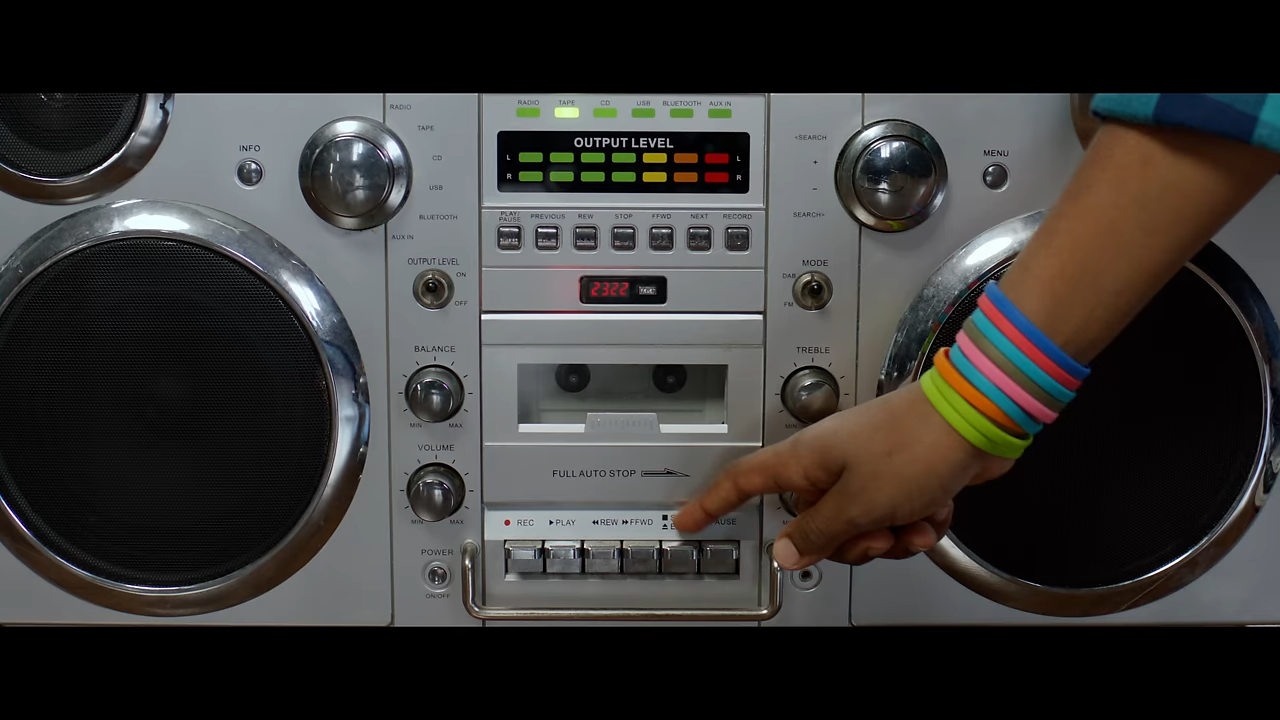 RADIO TAPE CD USB BLUETOOTH AUX IN
OUTPUT LEVEL
L L
R R
PLAY/
PAUSE PREVIOUS REW STOP FFWD NEXT RECORD
2322
INFO
RADIO
TAPE
CD
USB
BLUETOOTH
AUX IN
OUTPUT LEVEL
ON
OFF
BALANCE
MIN MAX
VOLUME
MIN MAX
POWER
ON/OFF
<SEARCH
+
-
SEARCH>
MENU
MODE
DAB
FM
TREBLE
MIN
MIN
FULL AUTO STOP
REC PLAY REW FFWD